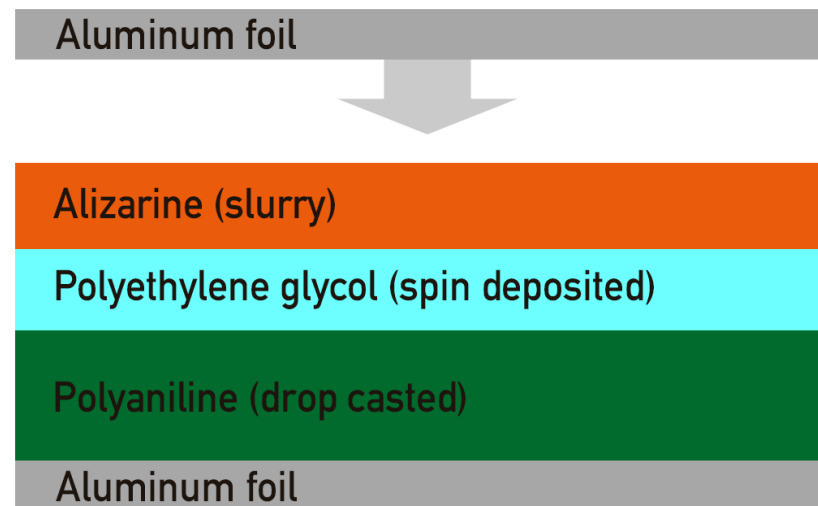 Aluminum foil
Alizarine (slurry)
Polyethylene glycol (spin deposited)
Polyaniline (drop casted)
Aluminum foil